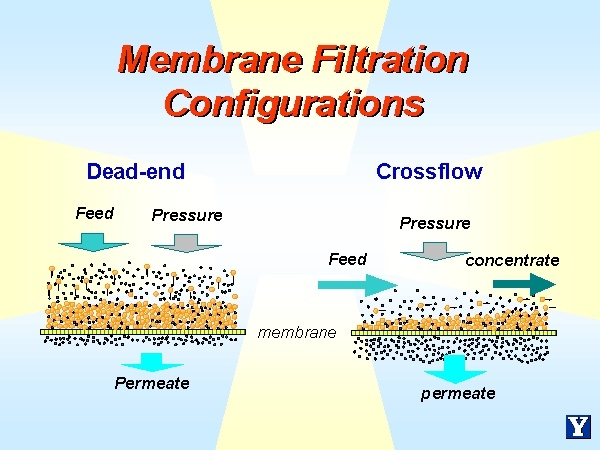 Membrane Filtration
Configurations
Dead-end
Crossflow
Feed
Pressure
Pressure
Feed
concentrate
membrane
Permeate
permeate
Y